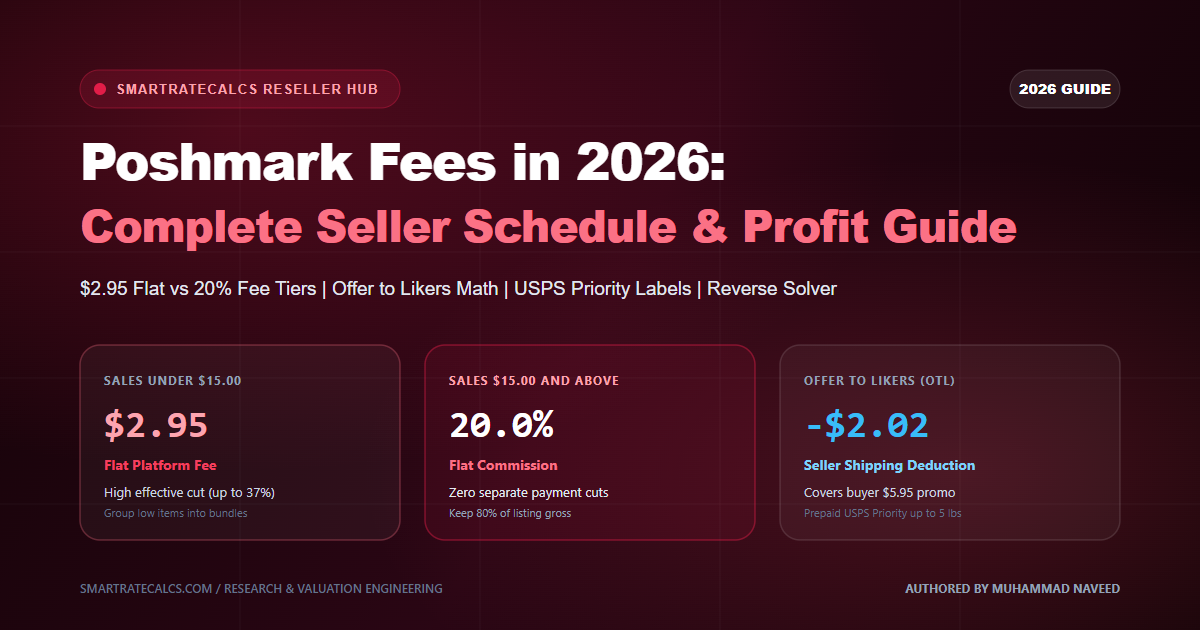 SMARTRATECALCS RESELLER HUB
2026 GUIDE
Poshmark Fees in 2026:
Complete Seller Schedule & Profit Guide
$2.95 Flat vs 20% Fee Tiers | Offer to Likers Math | USPS Priority Labels | Reverse Solver
SALES UNDER $15.00
$2.95
Flat Platform Fee
High effective cut (up to 37%)
Group low items into bundles
SALES $15.00 AND ABOVE
20.0%
Flat Commission
Zero separate payment cuts
Keep 80% of listing gross
OFFER TO LIKERS (OTL)
-$2.02
Seller Shipping Deduction
Covers buyer $5.95 promo
Prepaid USPS Priority up to 5 lbs
SMARTRATECALCS.COM / RESEARCH & VALUATION ENGINEERING
AUTHORED BY MUHAMMAD NAVEED